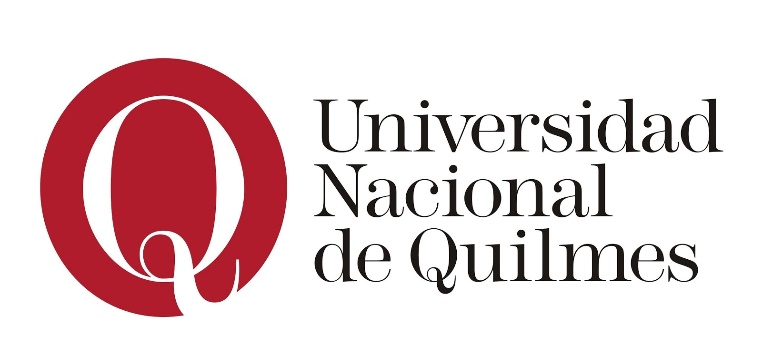 Q
Universidad
Nacional
de Quilmes